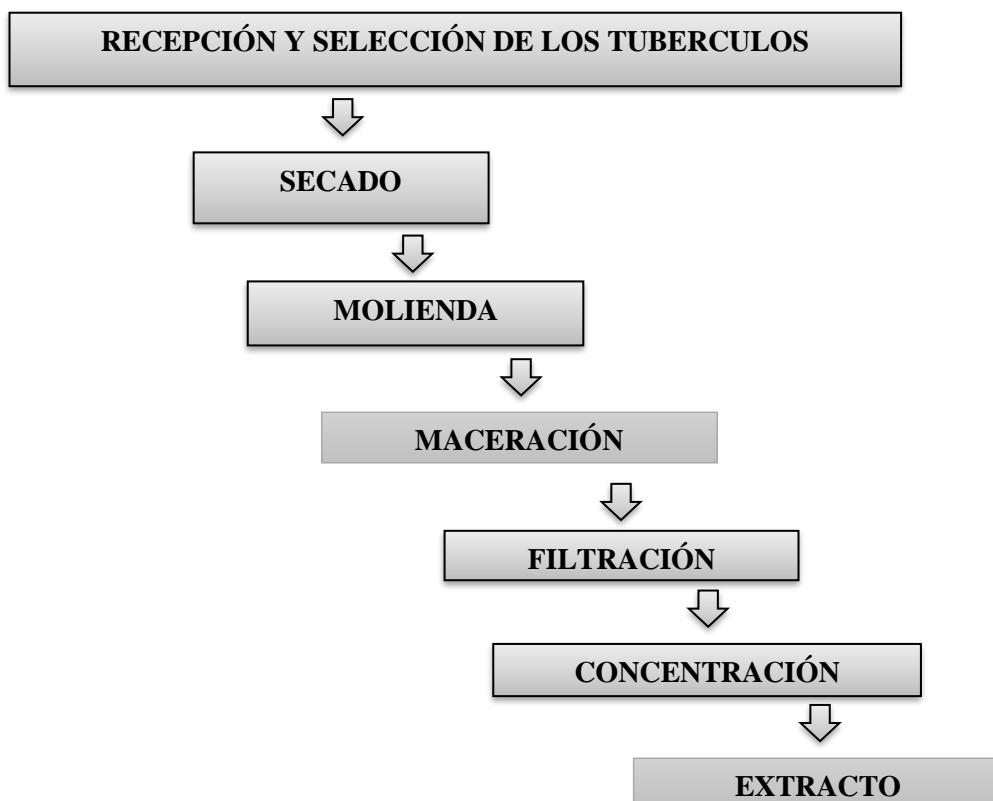 RECEPCIÓN Y SELECCIÓN DE LOS TUBERCULOS
SECADO
MOLIENDA
MACERACIÓN
FILTRACIÓN
CONCENTRACIÓN
EXTRACTO